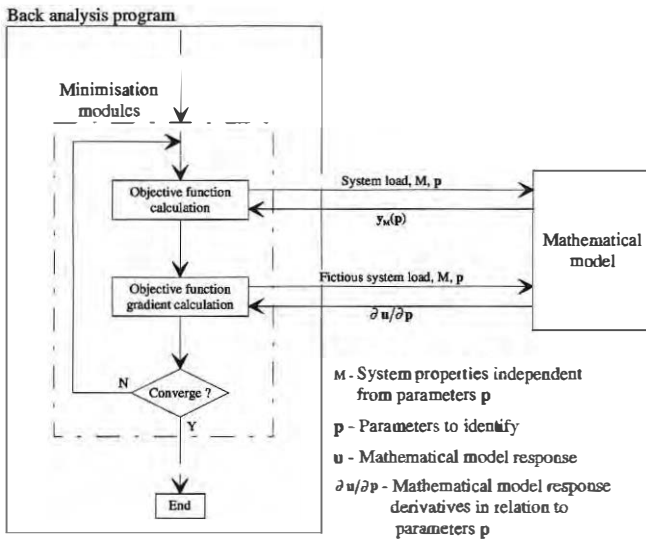 Back analysis program
Minimisation
modules
Objective function
calculation
System load, M, p
y_M(p)
Mathematical
model
Objective function
gradient calculation
Fictious system load, M, p
∂u/∂p
N
Converge ?
Y
End
M - System properties independent
from parameters p
p - Parameters to identify
u - Mathematical model response
∂u/∂p - Mathematical model response
derivatives in relation to
parameters p